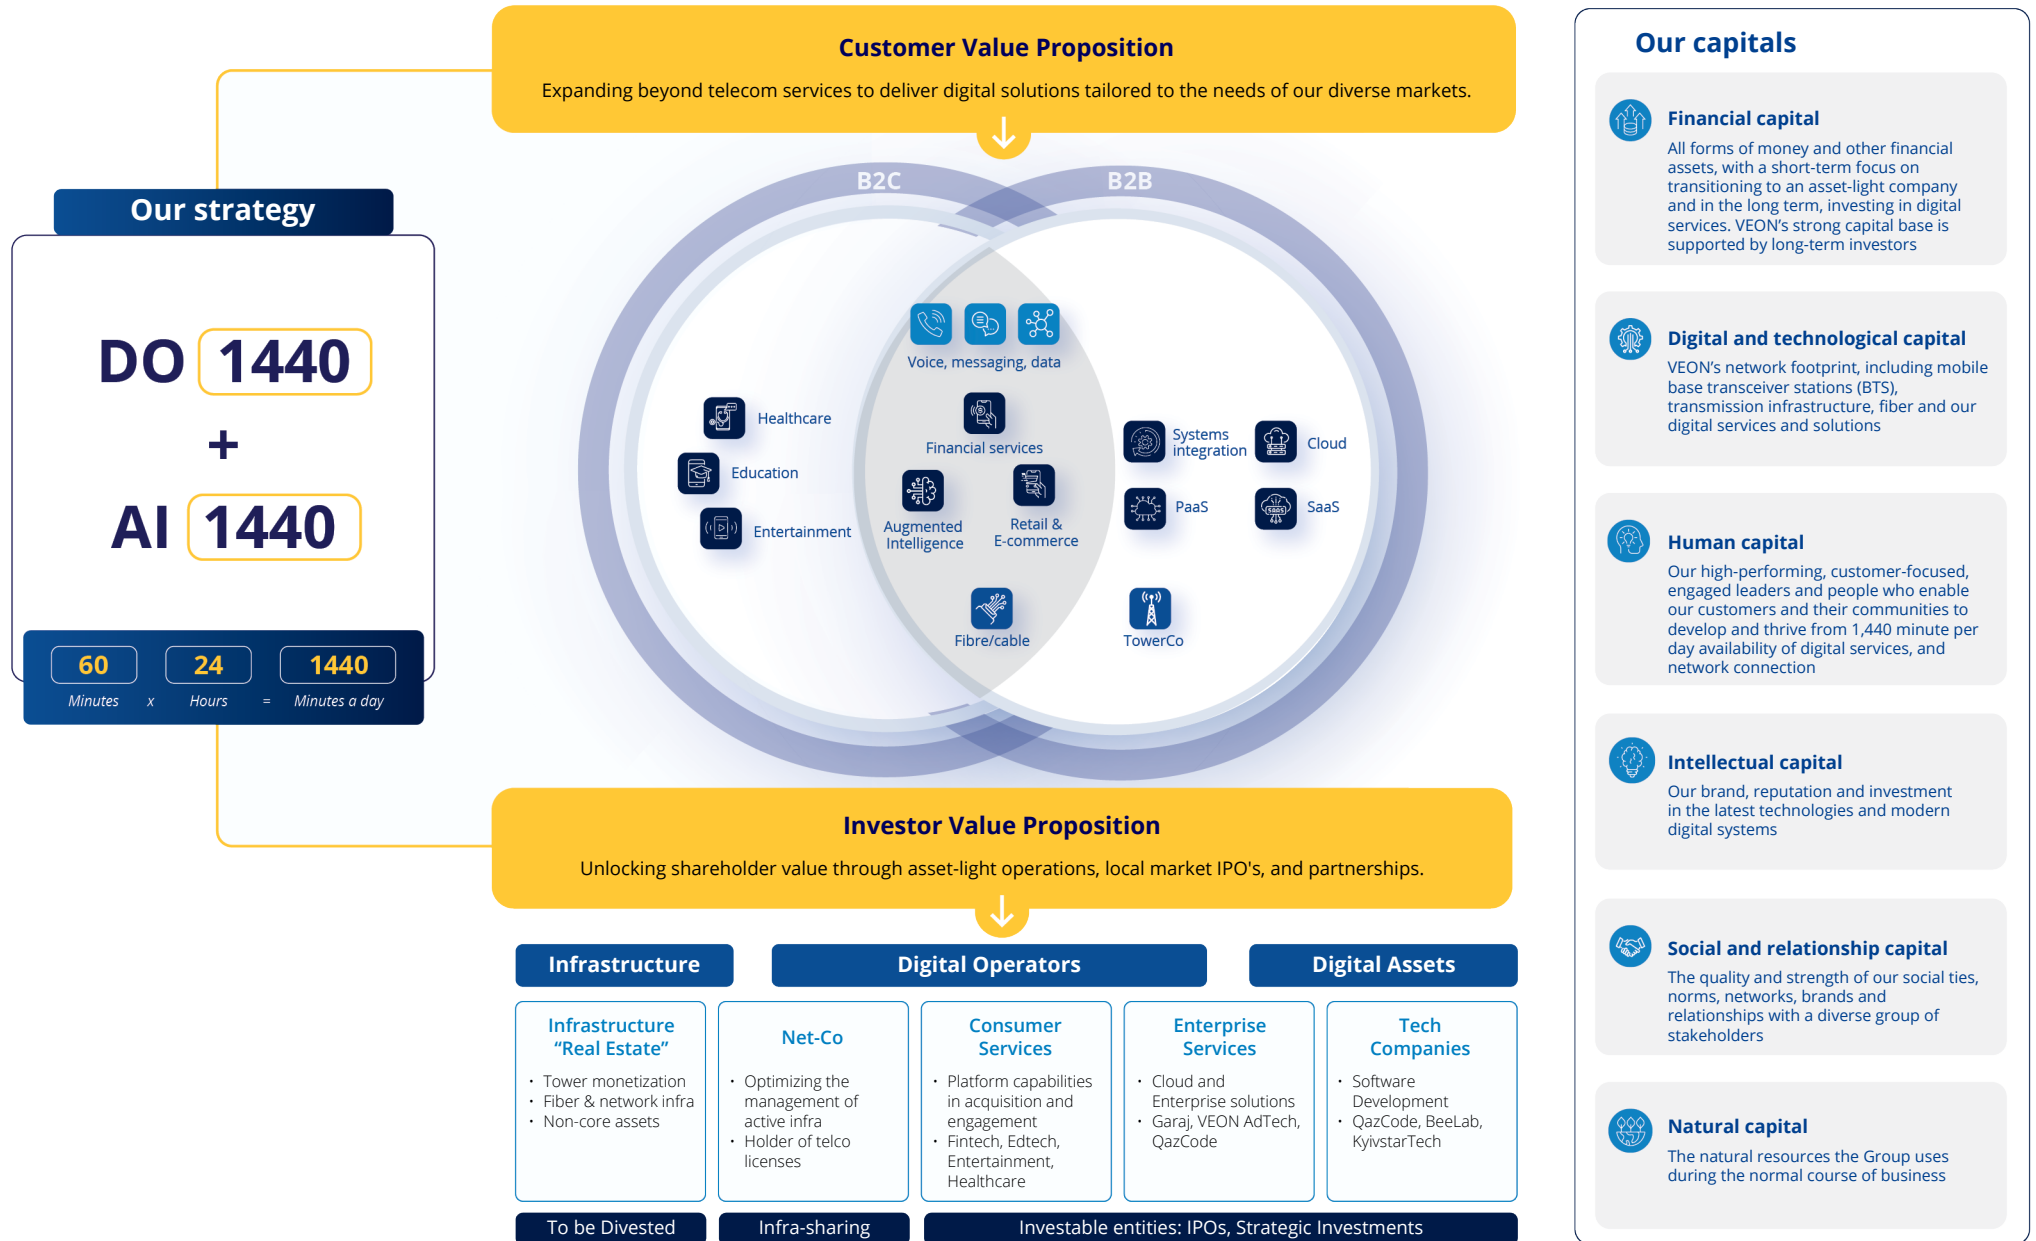 Customer Value Proposition
Expanding beyond telecom services to deliver digital solutions tailored to the needs of our diverse markets.
Our strategy
DO 1440
+
AI 1440
60
24
1440
Minutes x Hours = Minutes a day
B2C
B2B
Voice, messaging, data
Financial services
Augmented
Intelligence
Retail &
E-commerce
Fibre/cable
Healthcare
Education
Entertainment
Systems
integration
Cloud
PaaS
SaaS
SAAS
TowerCo
Investor Value Proposition
Unlocking shareholder value through asset-light operations, local market IPO's, and partnerships.
Infrastructure
Digital Operators
Digital Assets
Infrastructure
“Real Estate”
• Tower monetization
• Fiber & network infra
• Non-core assets
Net-Co
• Optimizing the
management of
active infra
• Holder of telco
licenses
Consumer
Services
• Platform capabilities
in acquisition and
engagement
• Fintech, Edtech,
Entertainment,
Healthcare
Enterprise
Services
• Cloud and
Enterprise solutions
• Garaj, VEON AdTech,
QazCode
Tech
Companies
• Software
Development
• QazCode, BeeLab,
KyivstarTech
To be Divested
Infra-sharing
Investable entities: IPOs, Strategic Investments
Our capitals
Financial capital
All forms of money and other financial
assets, with a short-term focus on
transitioning to an asset-light company
and in the long term, investing in digital
services. VEON’s strong capital base is
supported by long-term investors
Digital and technological capital
VEON’s network footprint, including mobile
base transceiver stations (BTS),
transmission infrastructure, fiber and our
digital services and solutions
Human capital
Our high-performing, customer-focused,
engaged leaders and people who enable
our customers and their communities to
develop and thrive from 1,440 minute per
day availability of digital services, and
network connection
Intellectual capital
Our brand, reputation and investment
in the latest technologies and modern
digital systems
Social and relationship capital
The quality and strength of our social ties,
norms, networks, brands and
relationships with a diverse group of
stakeholders
Natural capital
The natural resources the Group uses
during the normal course of business